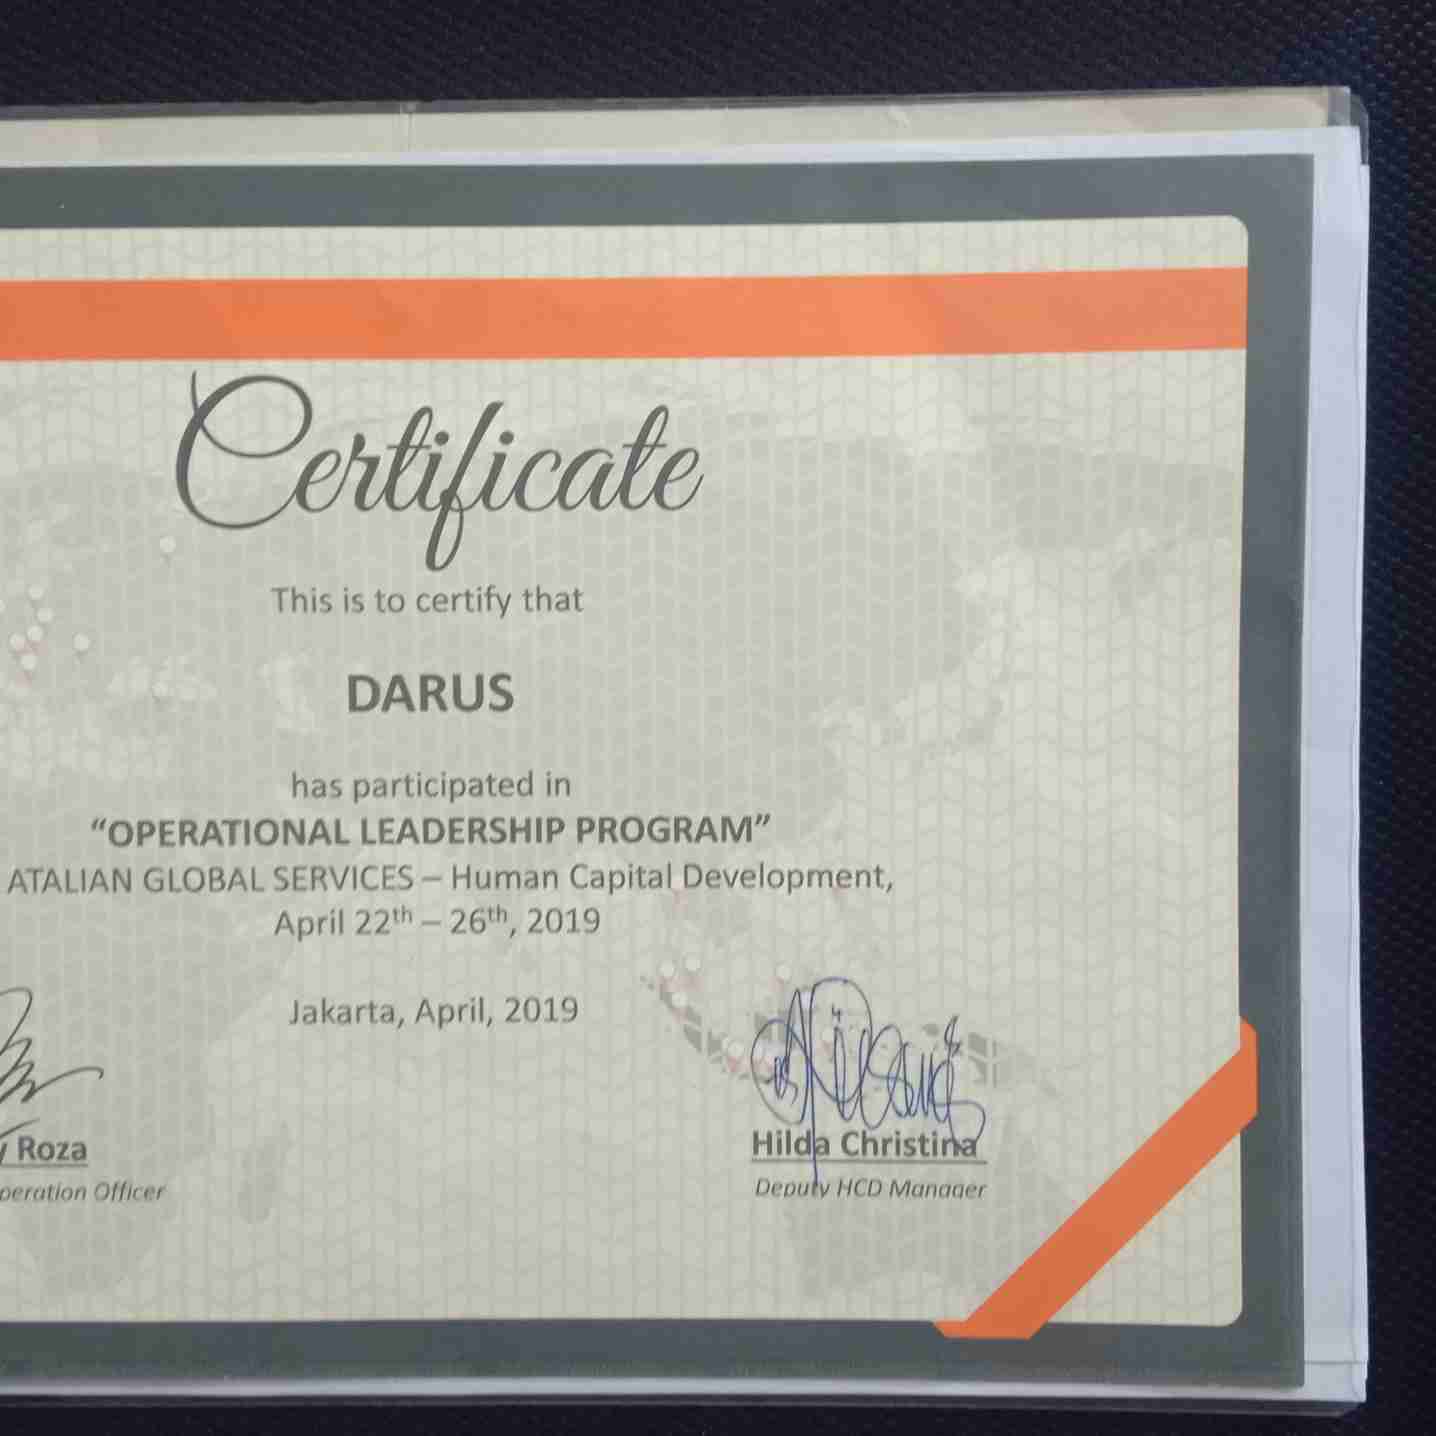 Certificate
This is to certify that
DARUS
has participated in
“OPERATIONAL LEADERSHIP PROGRAM”
ATALIAN GLOBAL SERVICES – Human Capital Development,
April 22th – 26th, 2019
Jakarta, April, 2019
Roza
Hilda Christina
Operation Officer
Deputy HCD Manager